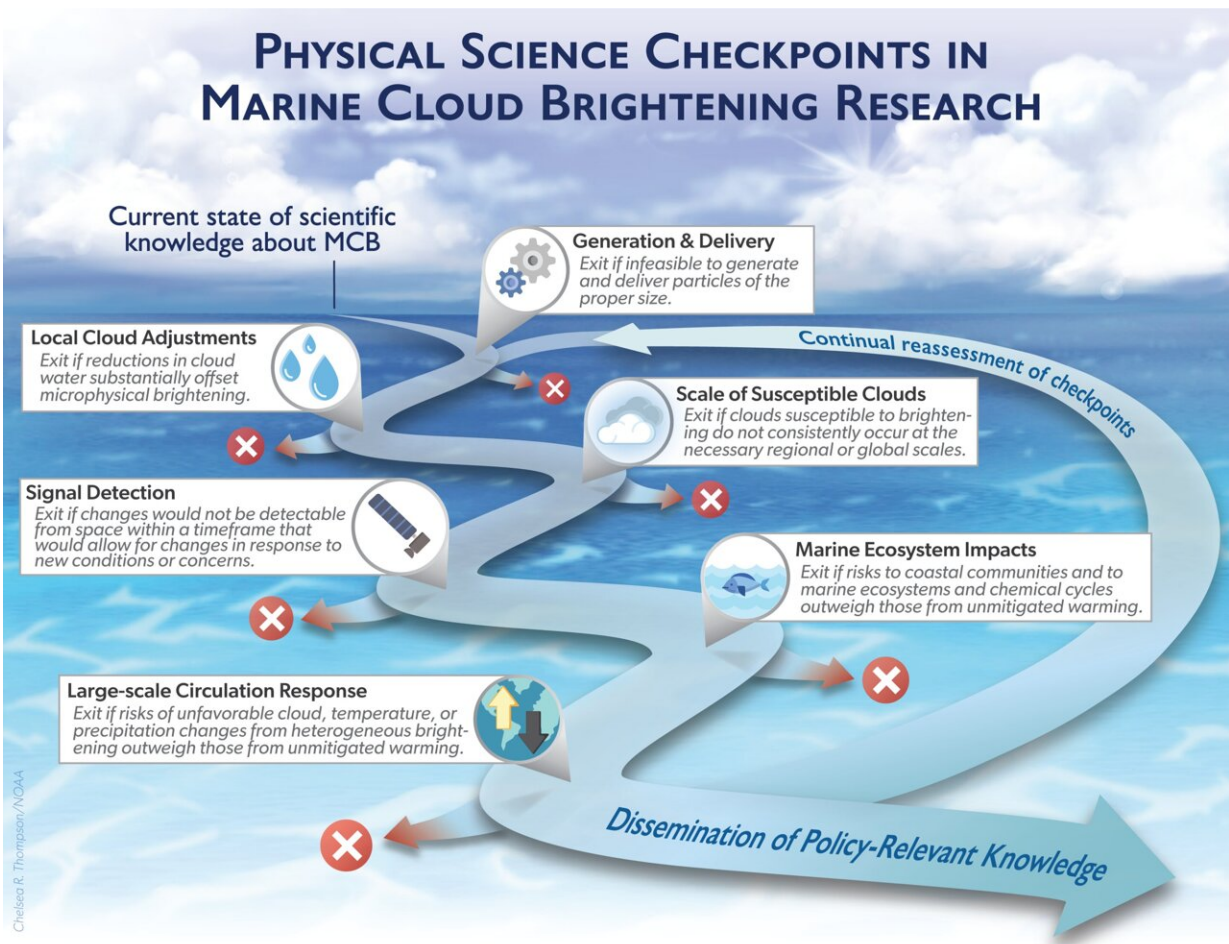 PHYSICAL SCIENCE CHECKPOINTS IN
MARINE CLOUD BRIGHTENING RESEARCH
Current state of scientific
knowledge about MCB
Generation & Delivery
Exit if infeasible to generate
and deliver particles of the
proper size.
Local Cloud Adjustments
Exit if reductions in cloud
water substantially offset
microphysical brightening.
Continual reassessment of checkpoints
Scale of Susceptible Clouds
Exit if clouds susceptible to brighten-
ing do not consistently occur at the
necessary regional or global scales.
Signal Detection
Exit if changes would not be detectable
from space within a timeframe that
would allow for changes in response to
new conditions or concerns.
Marine Ecosystem Impacts
Exit if risks to coastal communities and to
marine ecosystems and chemical cycles
outweigh those from unmitigated warming.
Large-scale Circulation Response
Exit if risks of unfavorable cloud, temperature, or
precipitation changes from heterogeneous bright-
ening outweigh those from unmitigated warming.
Dissemination of Policy-Relevant Knowledge
Chelsea R. Thompson/NOAA